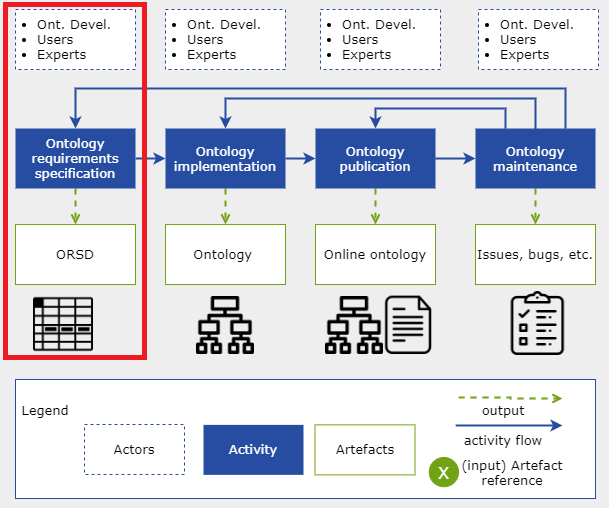 • Ont. Devel.
• Users
• Experts
• Ont. Devel.
• Users
• Experts
• Ont. Devel.
• Users
• Experts
• Ont. Devel.
• Users
• Experts
Ontology
requirements
specification
Ontology
implementation
Ontology
publication
Ontology
maintenance
ORSD
Ontology
Online ontology
Issues, bugs, etc.
Legend
Actors
Activity
Artefacts
output
activity flow
X
(input) Artefact
reference